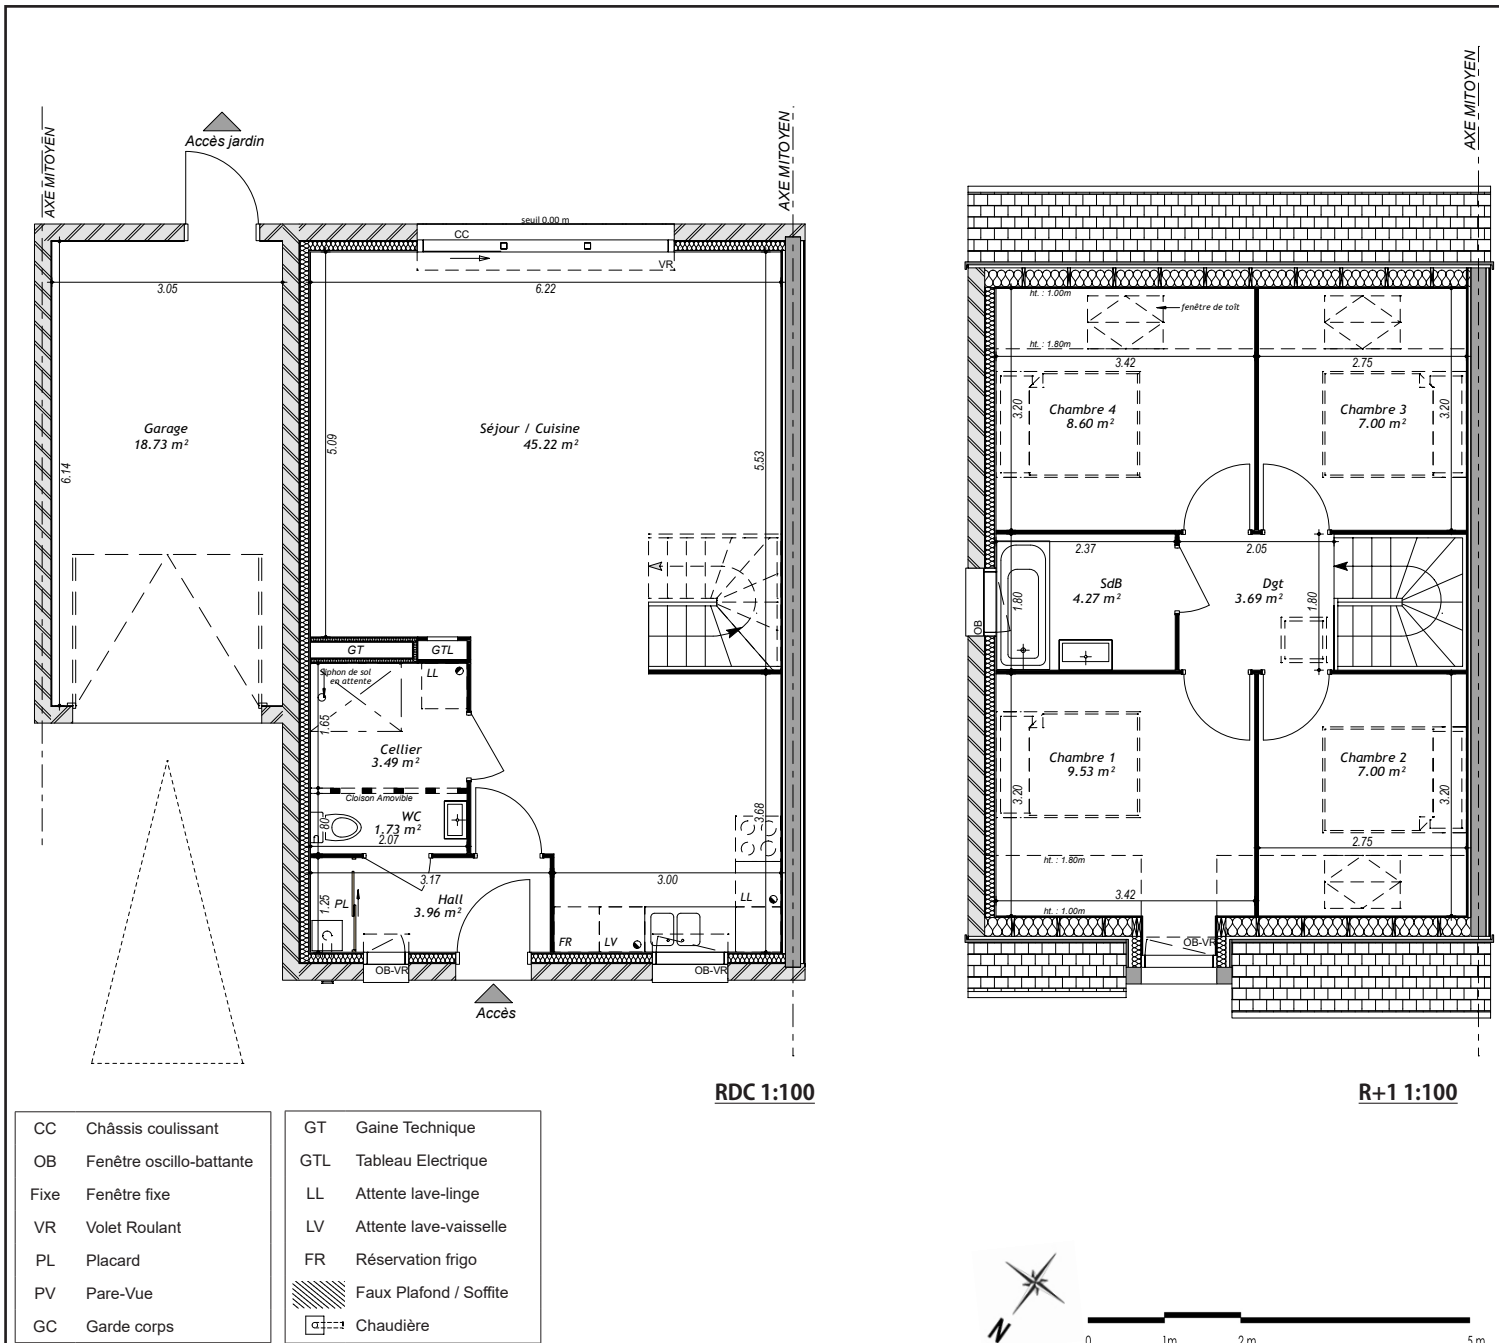 AXE MITOYEN
Accès jardin
AXE MITOYEN
AXE MITOYEN
seuil 0.00 m
CC
VR
3.05
6.22
5.09
5.53
6.14
Garage
18.73 m²
Séjour / Cuisine
45.22 m²
GT
GTL
Siphon de sol
en attente
LL
1.65
Cellier
3.49 m²
Cloison Amovible
WC
1.73 m²
.80
2.07
3.68
3.17
3.00
1.25
PL
Hall
3.96 m²
LL
FR
LV
OB-VR
OB-VR
Accès
RDC 1:100
ht. : 1.00m
fenêtre de toît
ht. : 1.80m
3.42
2.75
3.20
Chambre 4
8.60 m²
Chambre 3
7.00 m²
3.20
2.37
2.05
SdB
4.27 m²
Dgt
3.69 m²
1.80
1.80
OB
Chambre 1
9.53 m²
Chambre 2
7.00 m²
3.20
3.20
2.75
ht. : 1.80m
3.42
ht. : 1.00m
OB-VR
R+1 1:100
CC Châssis coulissant
OB Fenêtre oscillo-battante
Fixe Fenêtre fixe
VR Volet Roulant
PL Placard
PV Pare-Vue
GC Garde corps
GT Gaine Technique
GTL Tableau Electrique
LL Attente lave-linge
LV Attente lave-vaisselle
FR Réservation frigo
Faux Plafond / Soffite
Chaudière
N
0 1m 2 m 5 m